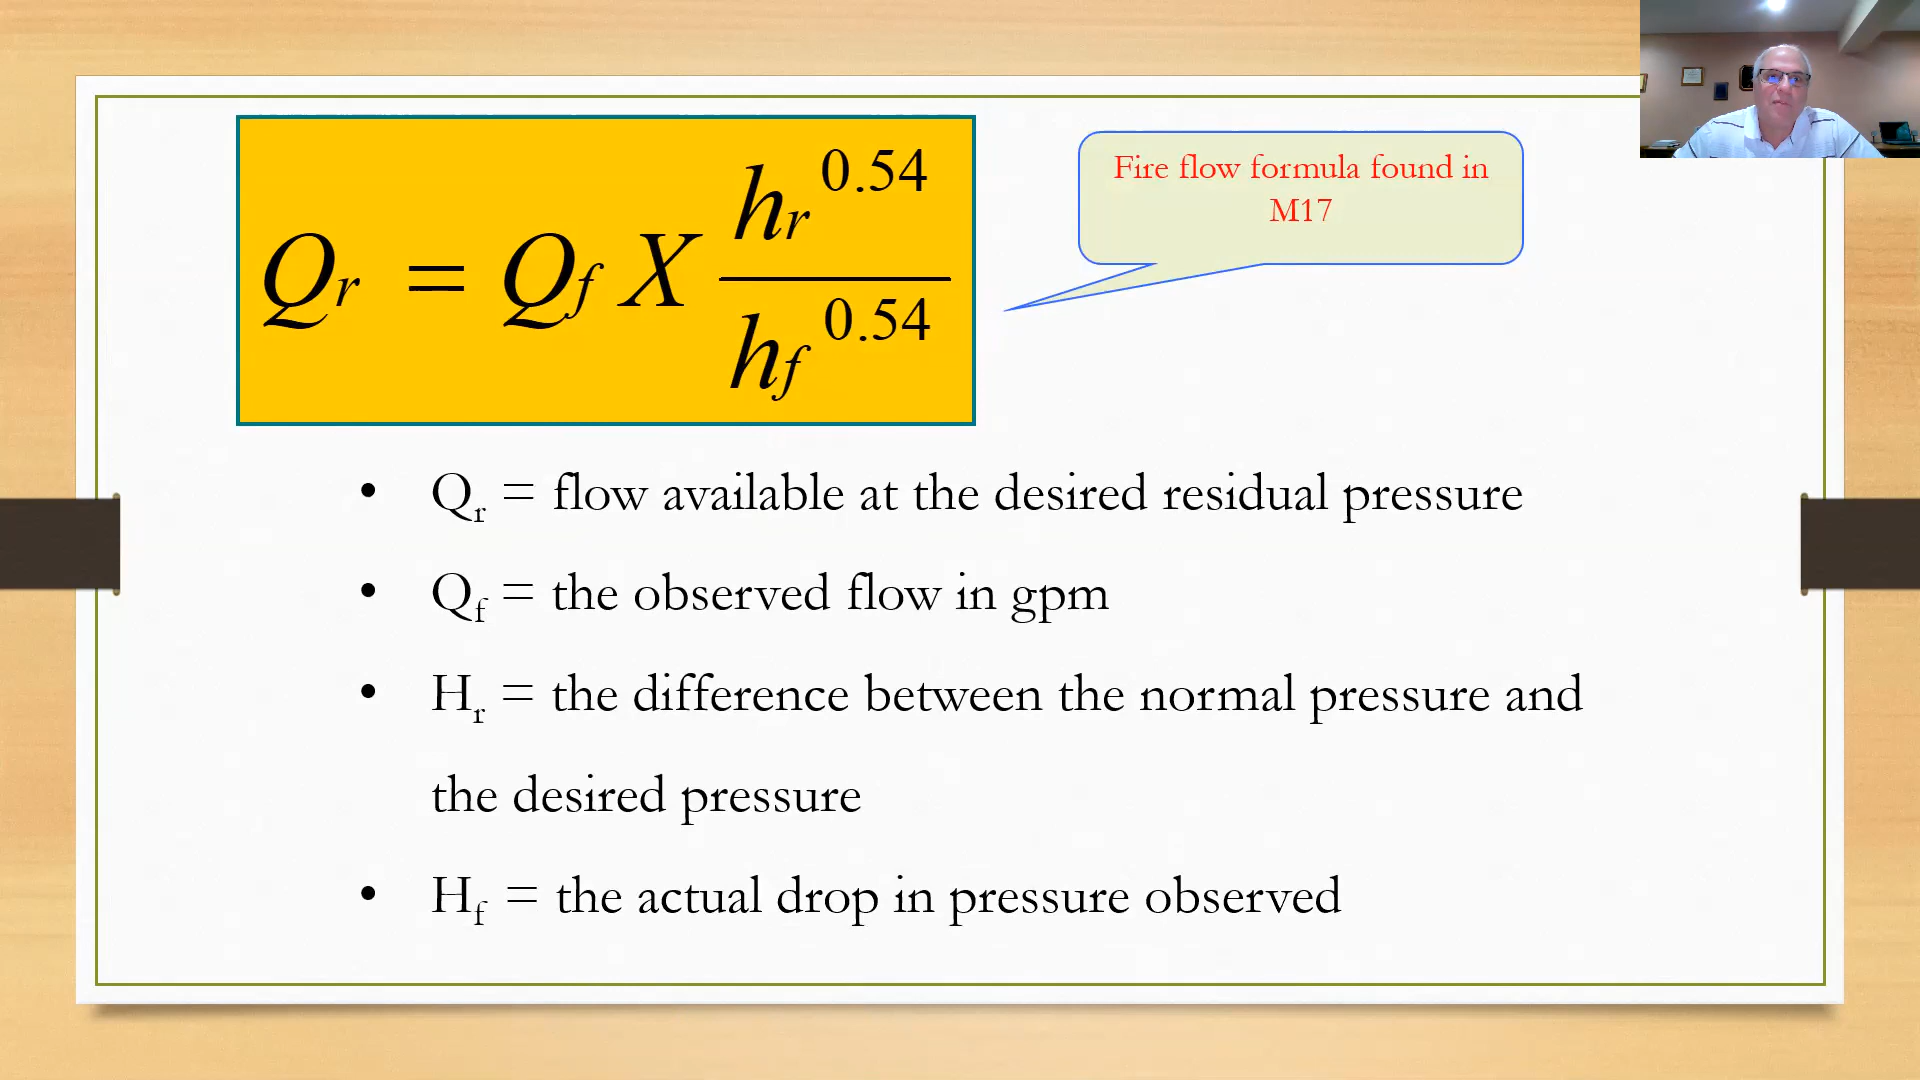 Qr = Qf X hr^0.54 / hf^0.54
Fire flow formula found in
M17
• Qr = flow available at the desired residual pressure
• Qf = the observed flow in gpm
• Hr = the difference between the normal pressure and
the desired pressure
• Hf = the actual drop in pressure observed